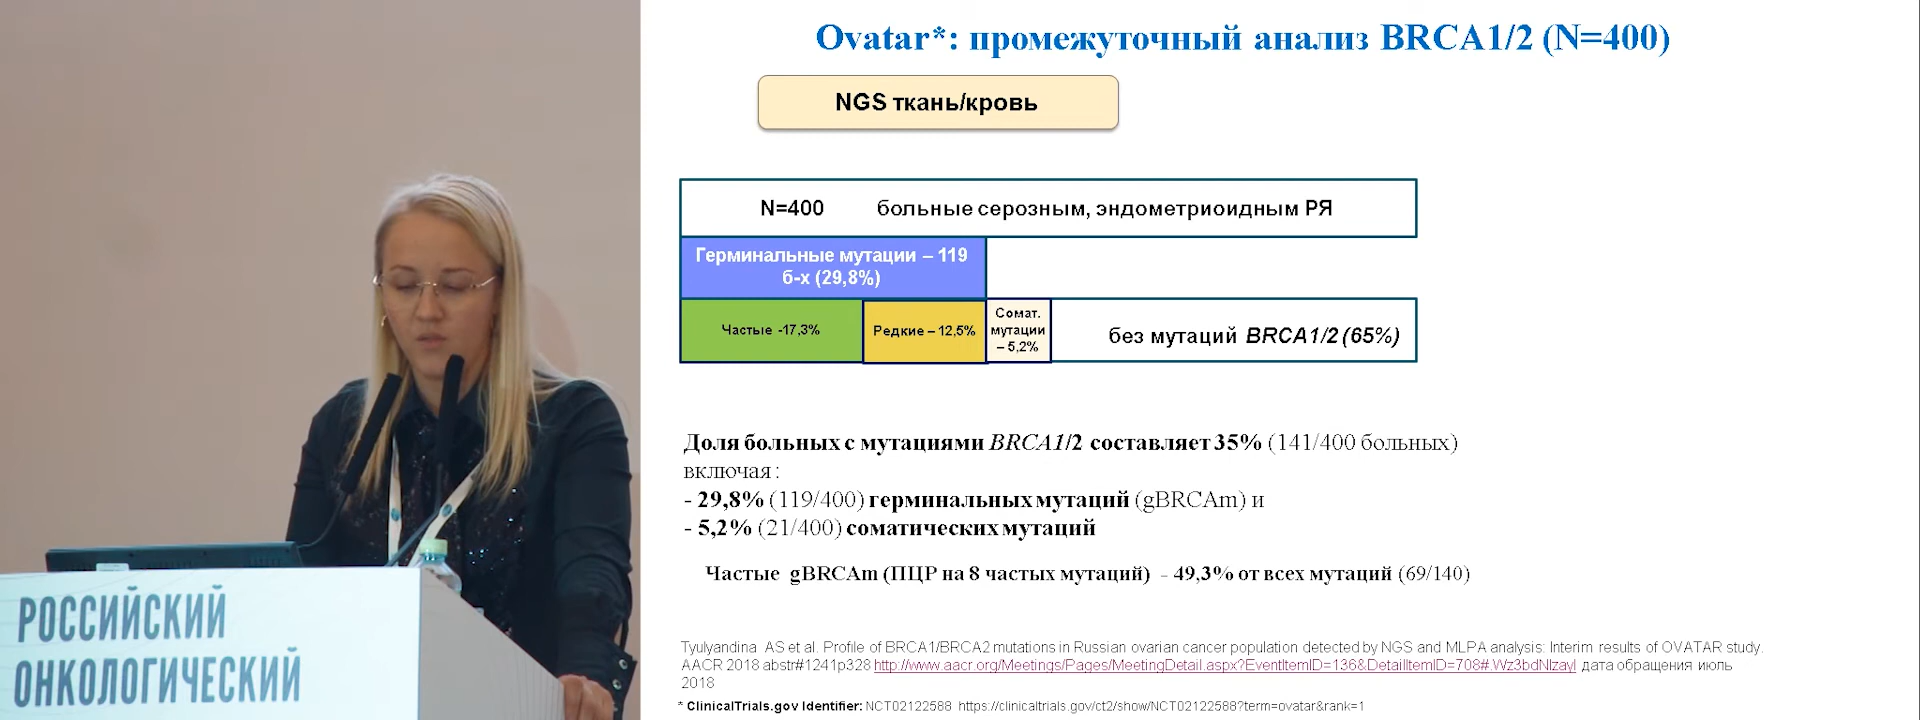 Ovatar*: промежуточный анализ BRCA1/2 (N=400)
NGS ткань/кровь
N=400 больные серозным, эндометриоидным РЯ
Герминальные мутации – 119
б-х (29,8%)
Частые -17,3%
Редкие – 12,5%
Сомат.
мутации
– 5,2%
без мутаций BRCA1/2 (65%)
Доля больных с мутациями BRCA1/2 составляет 35% (141/400 больных)
включая :
- 29,8% (119/400) герминальных мутаций (gBRCAm) и
- 5,2% (21/400) соматических мутаций
Частые gBRCAm (ПЦР на 8 частых мутаций) - 49,3% от всех мутаций (69/140)
Tyulyandina AS et al. Profile of BRCA1/BRCA2 mutations in Russian ovarian cancer population detected by NGS and MLPA analysis: Interim results of OVATAR study.
AACR 2018 abstr#1241p328 http://www.aacr.org/Meetings/Pages/MeetingDetail.aspx?EventItemID=136&DetailItemID=708#.Wz3bdNIzayI дата обращения июль
2018
* ClinicalTrials.gov Identifier: NCT02122588 https://clinicaltrials.gov/ct2/show/NCT02122588?term=ovatar&rank=1
РОССИЙСКИЙ
ОНКОЛОГИЧЕСКИЙ